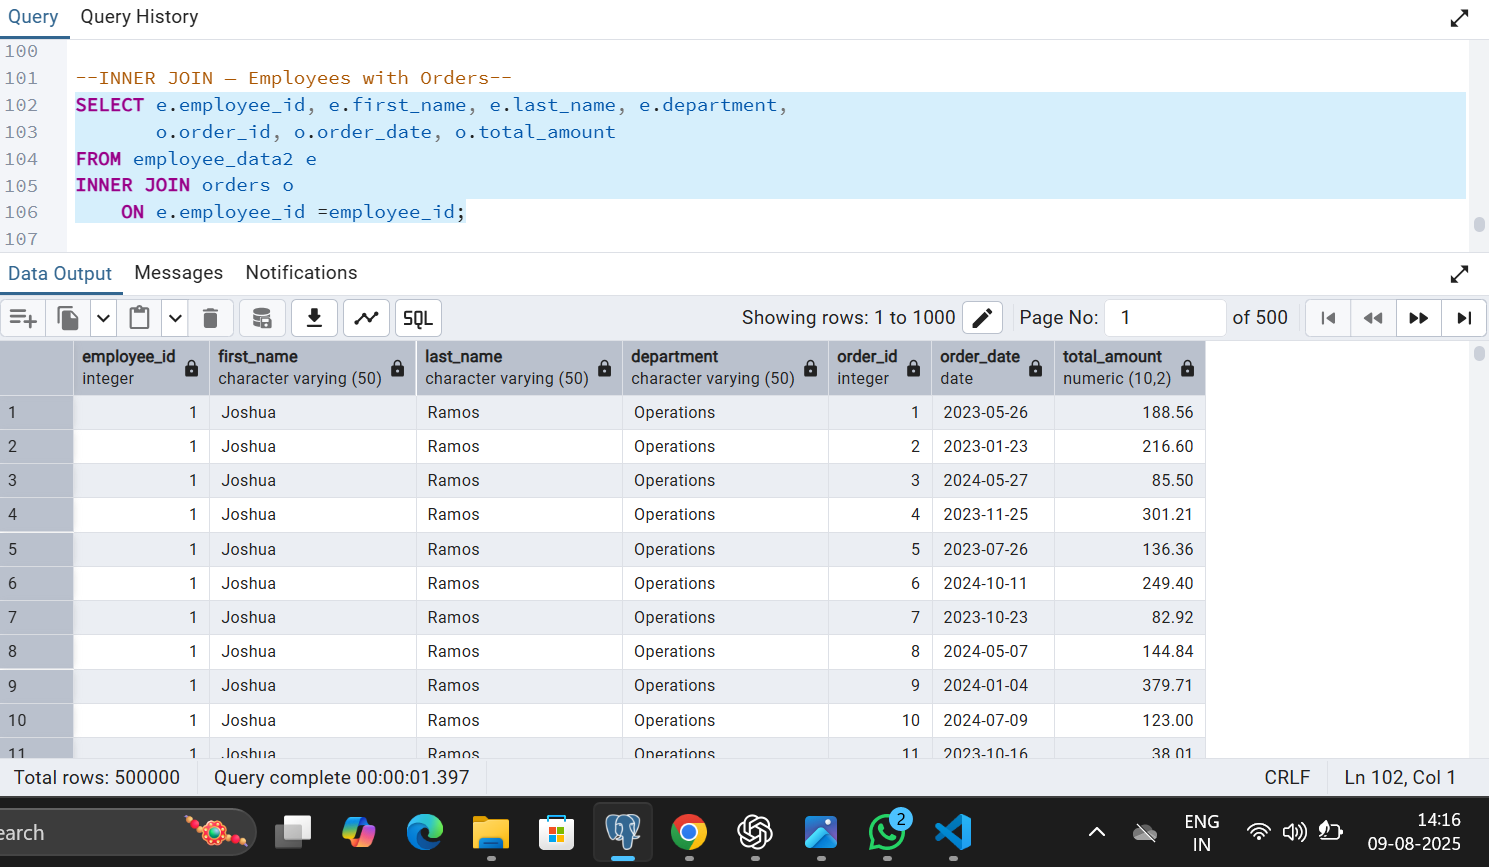 Query Query History
100
101 --INNER JOIN — Employees with Orders--
102 SELECT e.employee_id, e.first_name, e.last_name, e.department,
103 o.order_id, o.order_date, o.total_amount
104 FROM employee_data2 e
105 INNER JOIN orders o
106 ON e.employee_id =employee_id;
107
Data Output Messages Notifications
SQL Showing rows: 1 to 1000 Page No: 1 of 500
employee_id first_name last_name department order_id order_date total_amount
integer character varying (50) character varying (50) character varying (50) integer date numeric (10,2)
1 1 Joshua Ramos Operations 1 2023-05-26 188.56
2 1 Joshua Ramos Operations 2 2023-01-23 216.60
3 1 Joshua Ramos Operations 3 2024-05-27 85.50
4 1 Joshua Ramos Operations 4 2023-11-25 301.21
5 1 Joshua Ramos Operations 5 2023-07-26 136.36
6 1 Joshua Ramos Operations 6 2024-10-11 249.40
7 1 Joshua Ramos Operations 7 2023-10-23 82.92
8 1 Joshua Ramos Operations 8 2024-05-07 144.84
9 1 Joshua Ramos Operations 9 2024-01-04 379.71
10 1 Joshua Ramos Operations 10 2024-07-09 123.00
11 1 Joshua Ramos Operations 11 2023-10-16 38.01
Total rows: 500000 Query complete 00:00:01.397 CRLF Ln 102, Col 1
earch 2 ENG 14:16
IN 09-08-2025